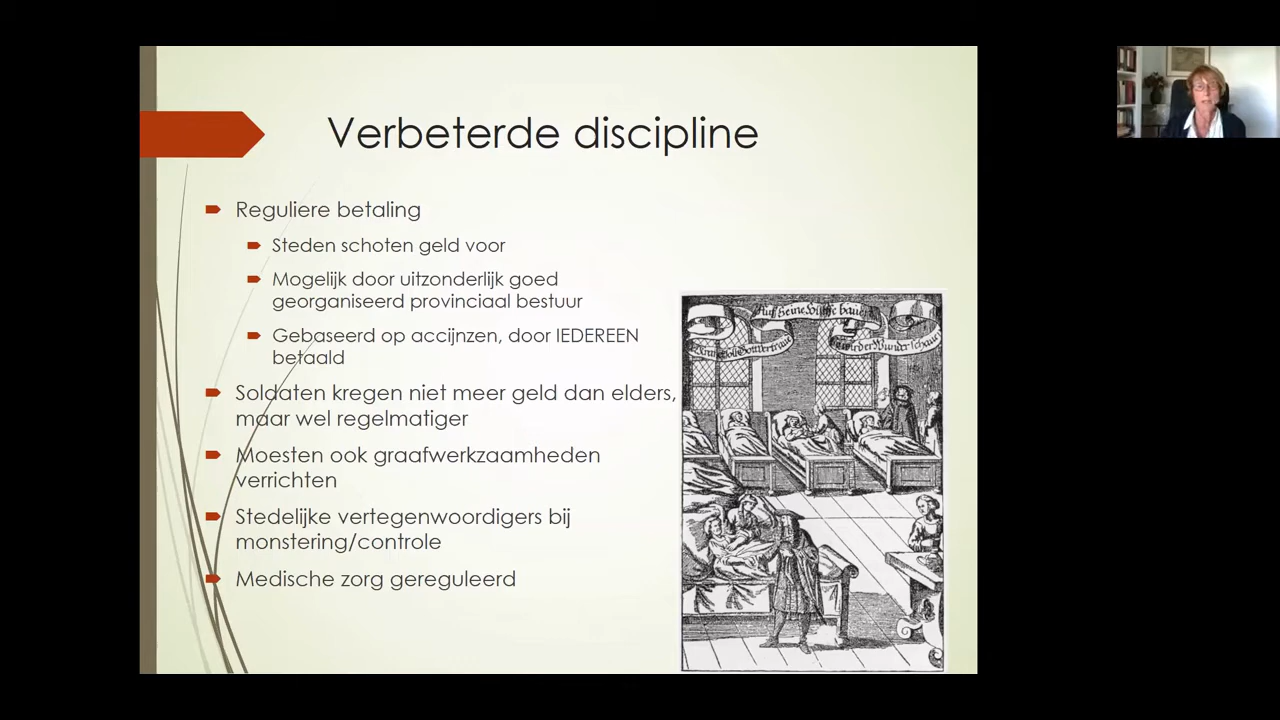 Verbeterde discipline
Reguliere betaling
Steden schoten geld voor
Mogelijk door uitzonderlijk goed
georganiseerd provinciaal bestuur
Gebaseerd op accijnzen, door IEDEREEN
betaald
Soldaten kregen niet meer geld dan elders,
maar wel regelmatiger
Moesten ook graafwerkzaamheden
verrichten
Stedelijke vertegenwoordigers bij
monstering/controle
Medische zorg gereguleerd